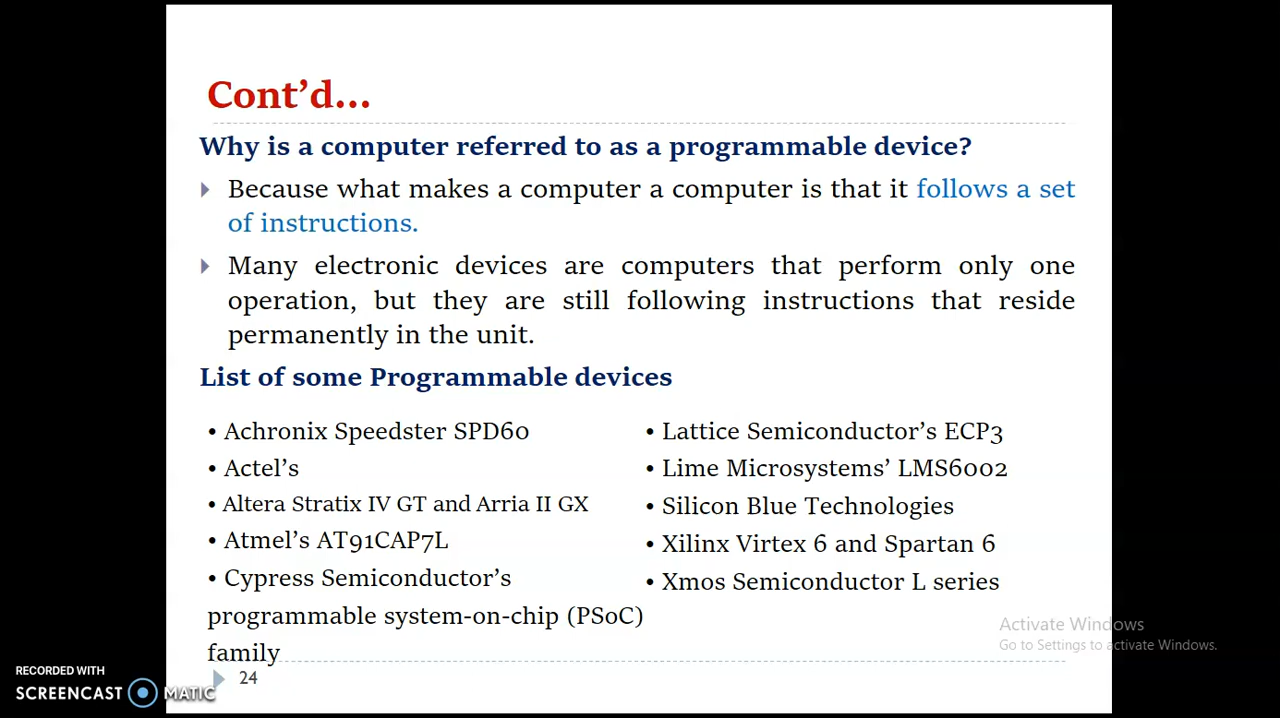 Cont’d...
Why is a computer referred to as a programmable device?
Because what makes a computer a computer is that it follows a set
of instructions.
Many electronic devices are computers that perform only one
operation, but they are still following instructions that reside
permanently in the unit.
List of some Programmable devices
• Achronix Speedster SPD60
• Actel’s
• Altera Stratix IV GT and Arria II GX
• Atmel’s AT91CAP7L
• Cypress Semiconductor’s
programmable system-on-chip (PSoC)
family
• Lattice Semiconductor’s ECP3
• Lime Microsystems’ LMS6002
• Silicon Blue Technologies
• Xilinx Virtex 6 and Spartan 6
• Xmos Semiconductor L series
Activate Windows
Go to Settings to activate Windows.
24
RECORDED WITH
SCREENCAST MATIC